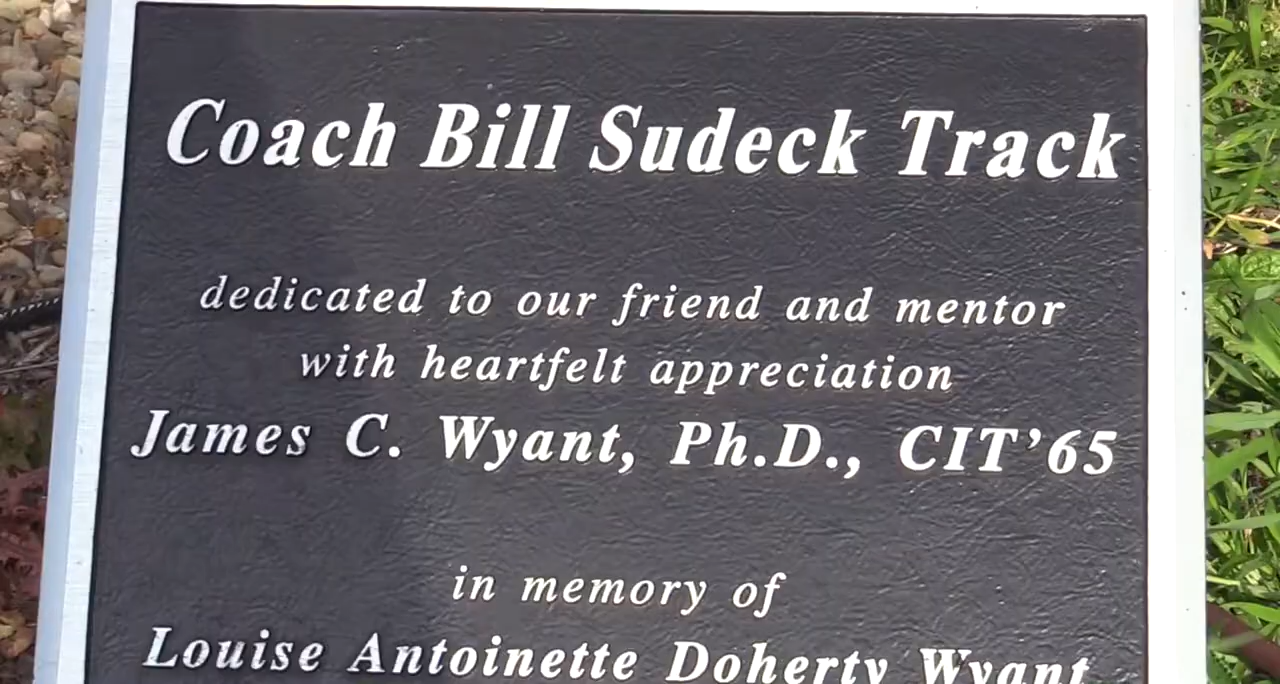 Coach Bill Sudeck Track
dedicated to our friend and mentor
with heartfelt appreciation
James C. Wyant, Ph.D., CIT'65
in memory of
Louise Antoinette Doherty Wyant